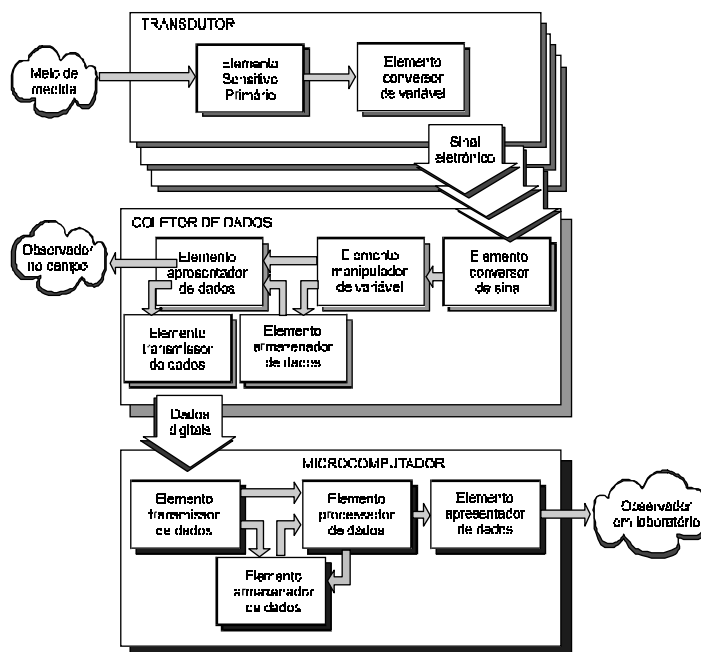 TRANSDUTOR
Meio de
medida
Elemento
Sensitivo
Primário
Elemento
conversor
de variável
Sinal
eletrônico
COLETOR DE DADOS
Observador
no campo
Elemento
apresentador
de dados
Elemento
manipulador
de variável
Elemento
conversor
de sinal
Elemento
transmissor
de dados
Elemento
armazenador
de dados
Dados
digitais
MICROCOMPUTADOR
Elemento
transmissor
de dados
Elemento
processador
de dados
Elemento
apresentador
de dados
Observador
em laboratório
Elemento
armazenador
de dados